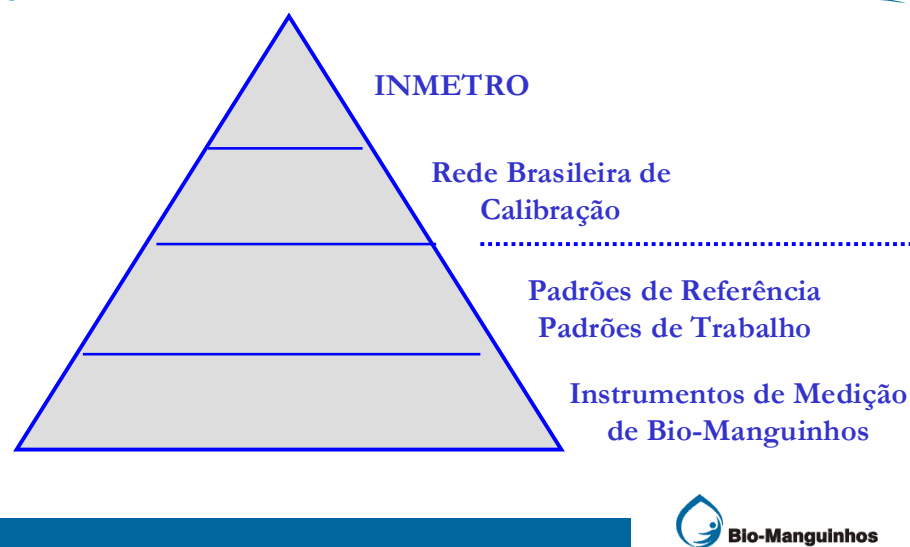 INMETRO
Rede Brasileira de
Calibração
Padrões de Referência
Padrões de Trabalho
Instrumentos de Medição
de Bio-Manguinhos
Bio-Manguinhos